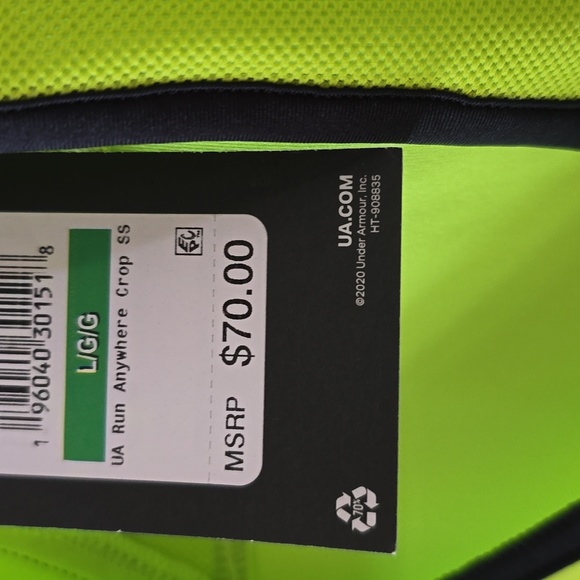 UA.COM
©2020 Under Armour, Inc.
HT-908835
1 96040 30151 8
L/G/G
UA Run Anywhere Crop SS
MSRP $70.00
70%